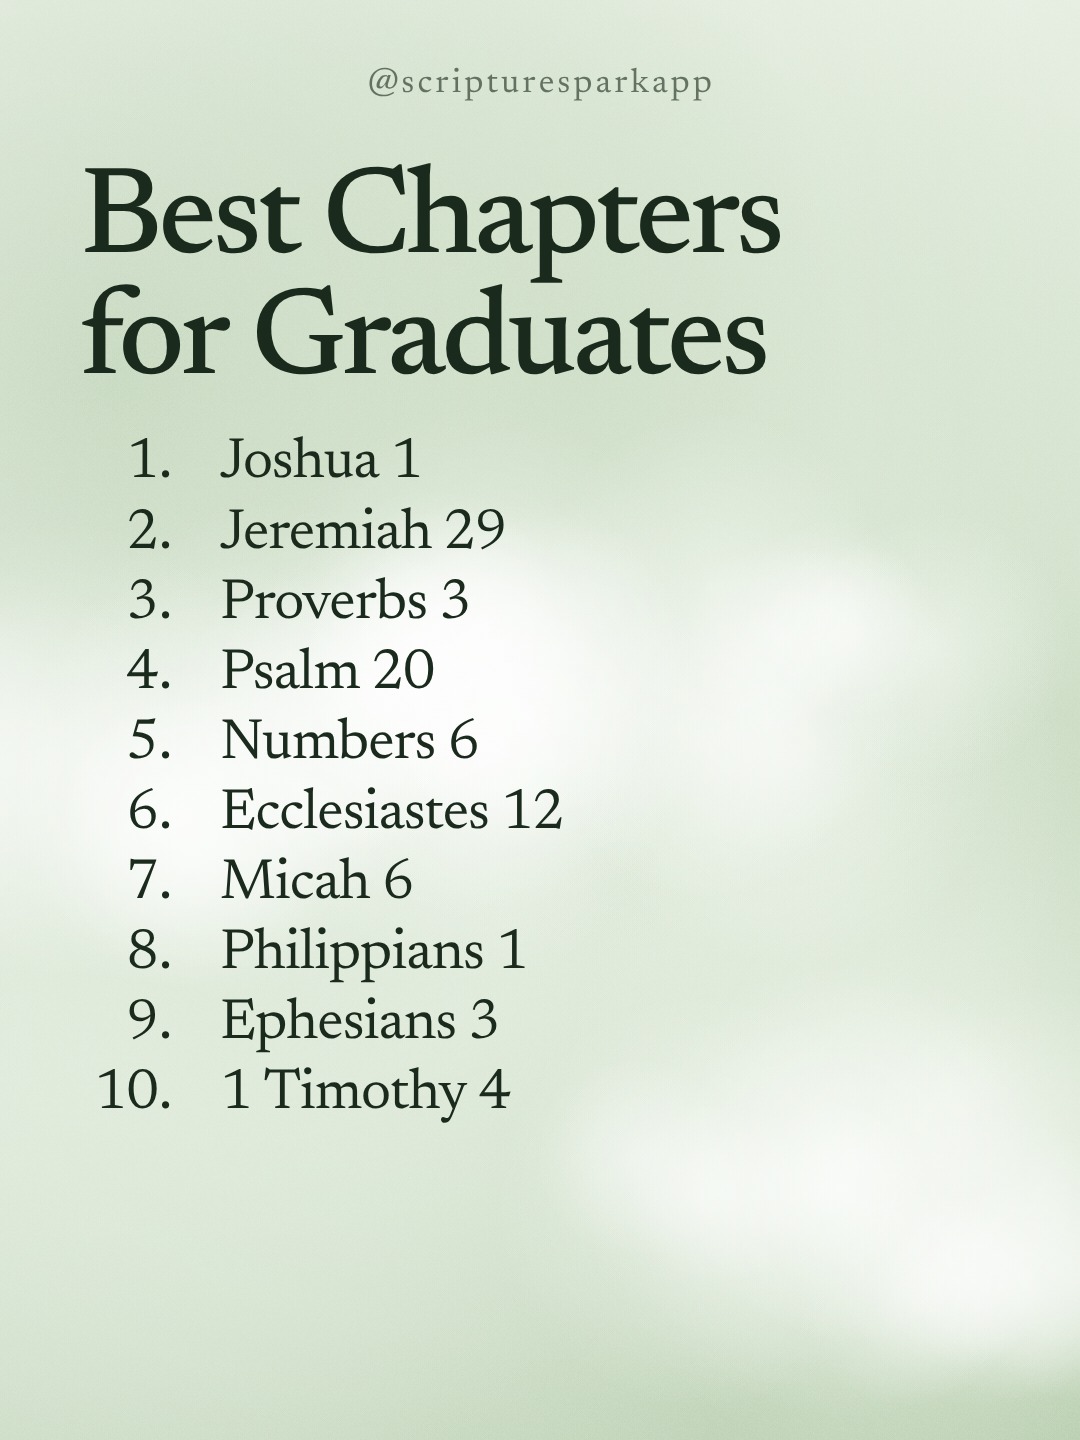 @scripturesparkapp
Best Chapters
for Graduates
1. Joshua 1
2. Jeremiah 29
3. Proverbs 3
4. Psalm 20
5. Numbers 6
6. Ecclesiastes 12
7. Micah 6
8. Philippians 1
9. Ephesians 3
10. 1 Timothy 4